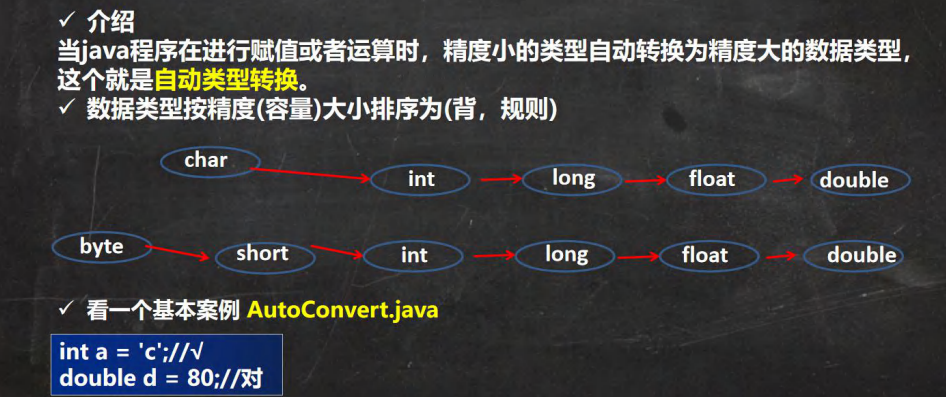 ✓ 介绍
当java程序在进行赋值或者运算时，精度小的类型自动转换为精度大的数据类型，
这个就是自动类型转换。
✓ 数据类型按精度(容量)大小排序为(背，规则)
char int long float double
byte short int long float double
✓ 看一个基本案例 AutoConvert.java
int a = 'c';//√
double d = 80;//对